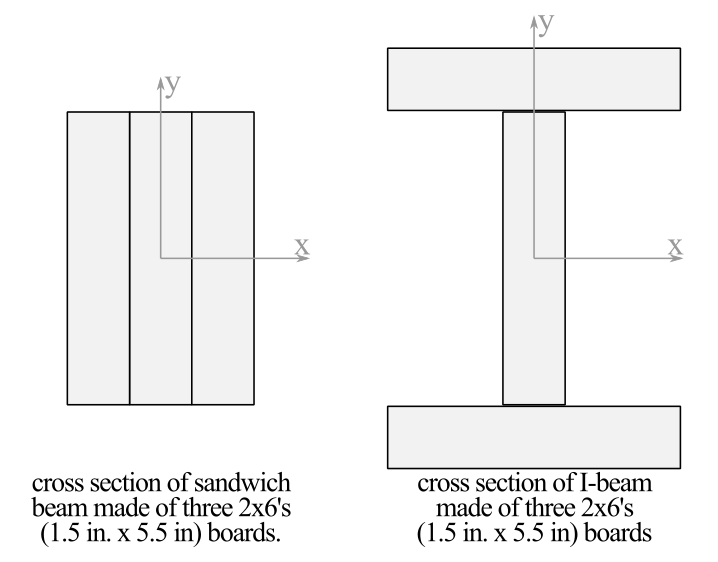 y
x
cross section of sandwich
beam made of three 2x6's
(1.5 in. x 5.5 in) boards.
y
x
cross section of I-beam
made of three 2x6's
(1.5 in. x 5.5 in) boards